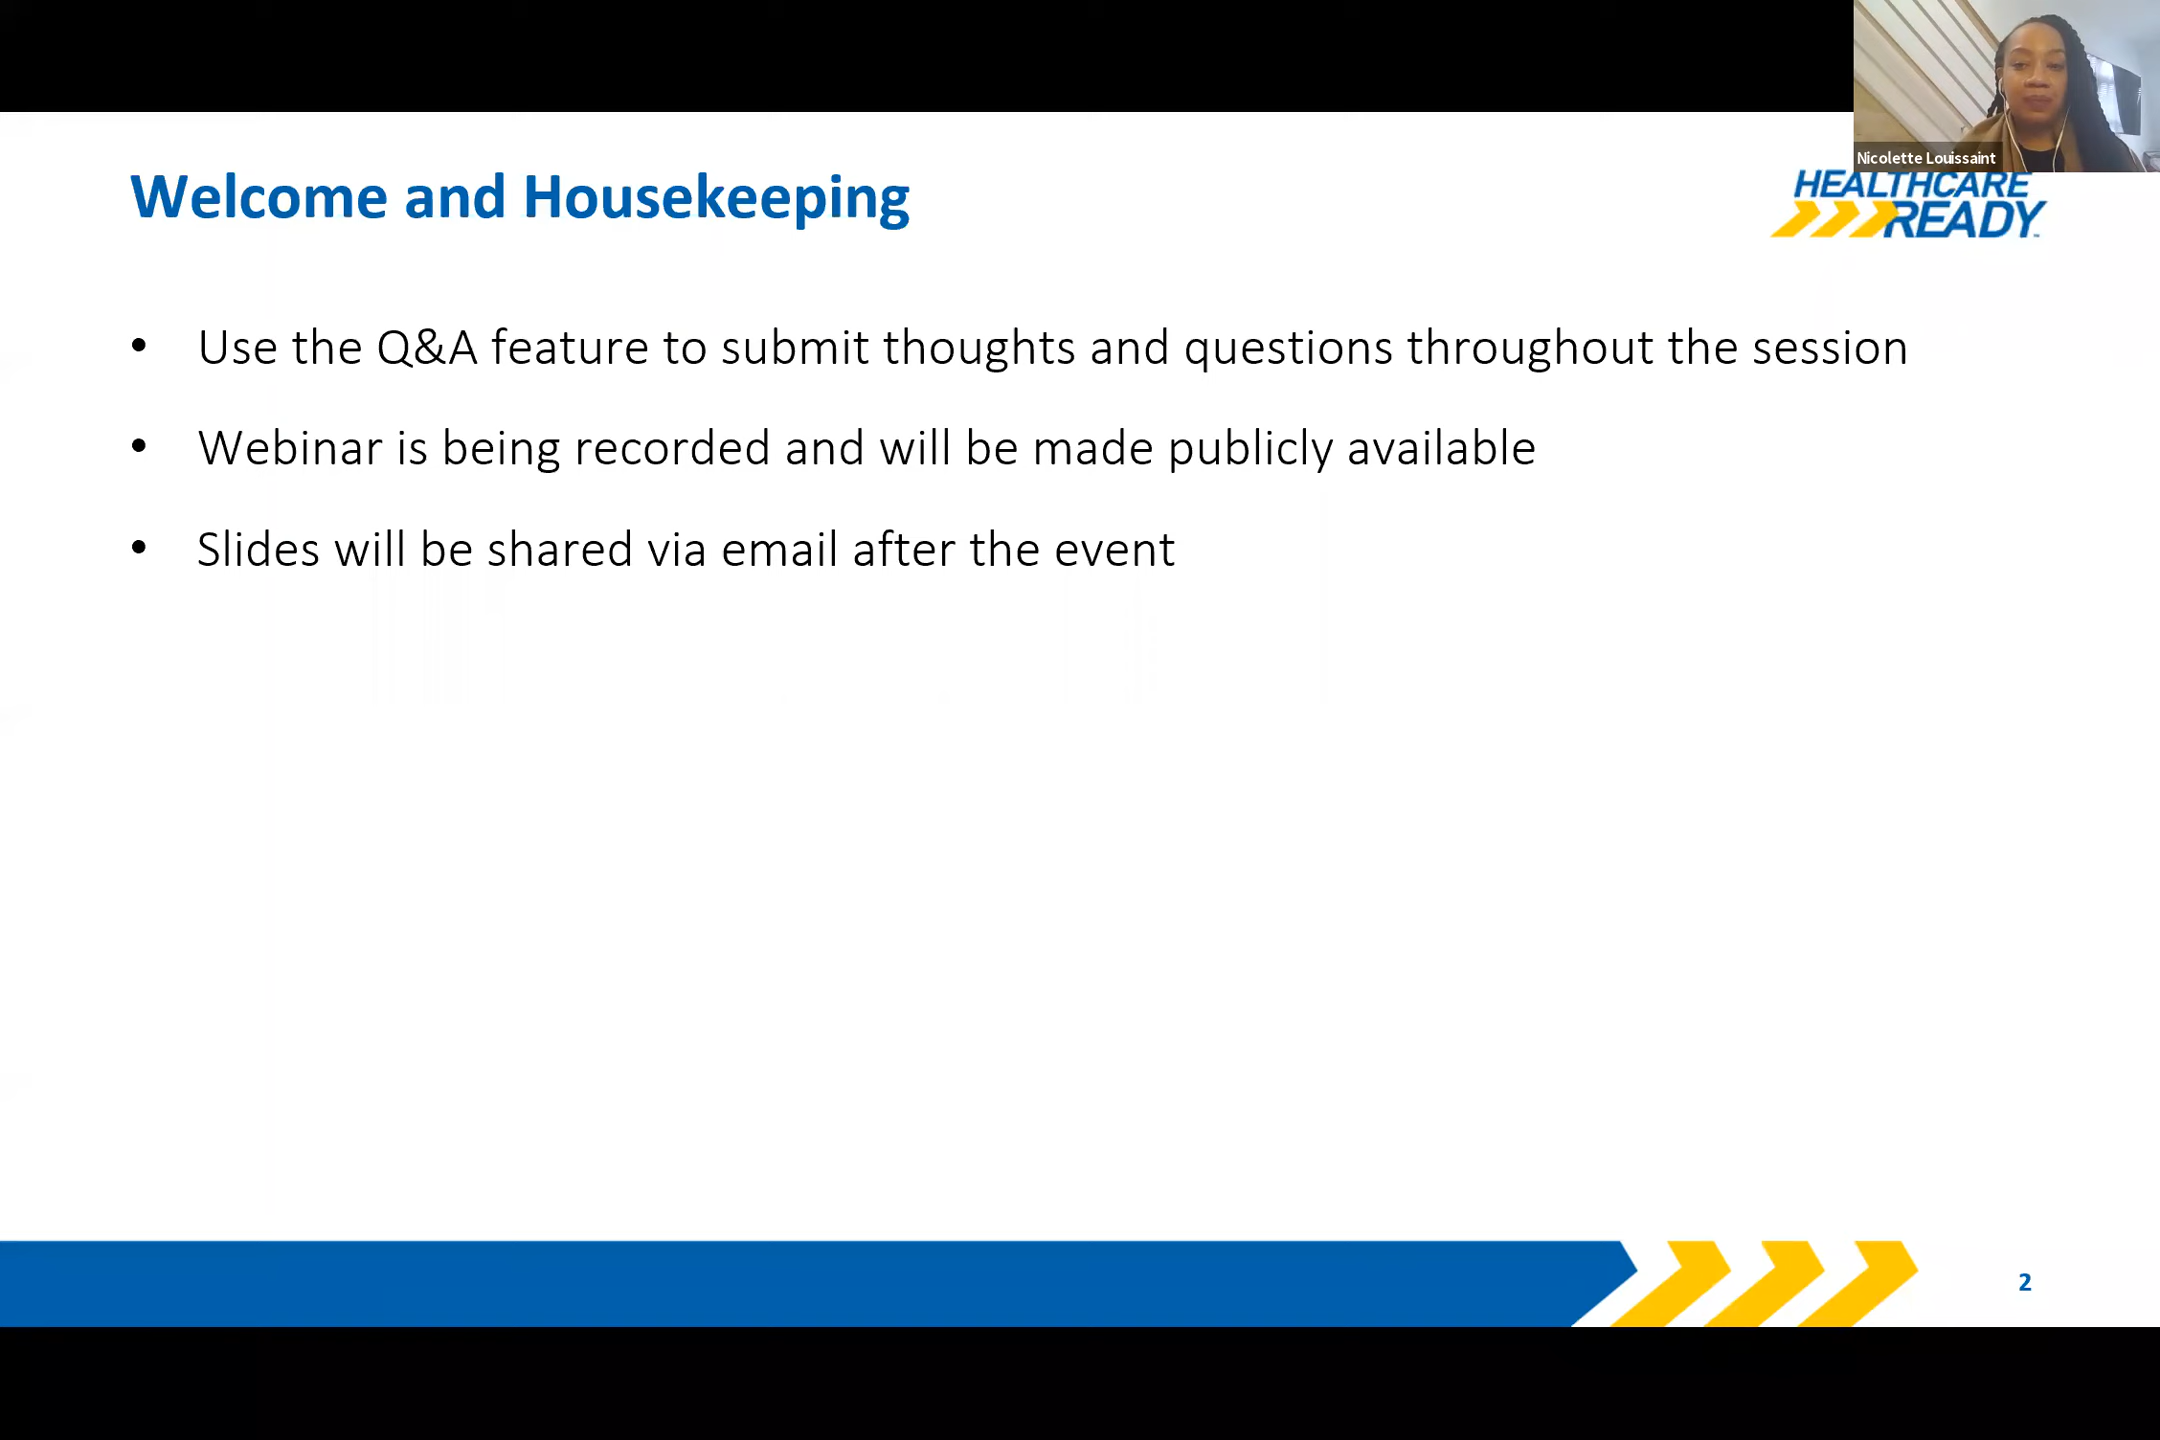 Nicolette Louissaint
Welcome and Housekeeping
HEALTHCARE
READY™
• Use the Q&A feature to submit thoughts and questions throughout the session
• Webinar is being recorded and will be made publicly available
• Slides will be shared via email after the event
2